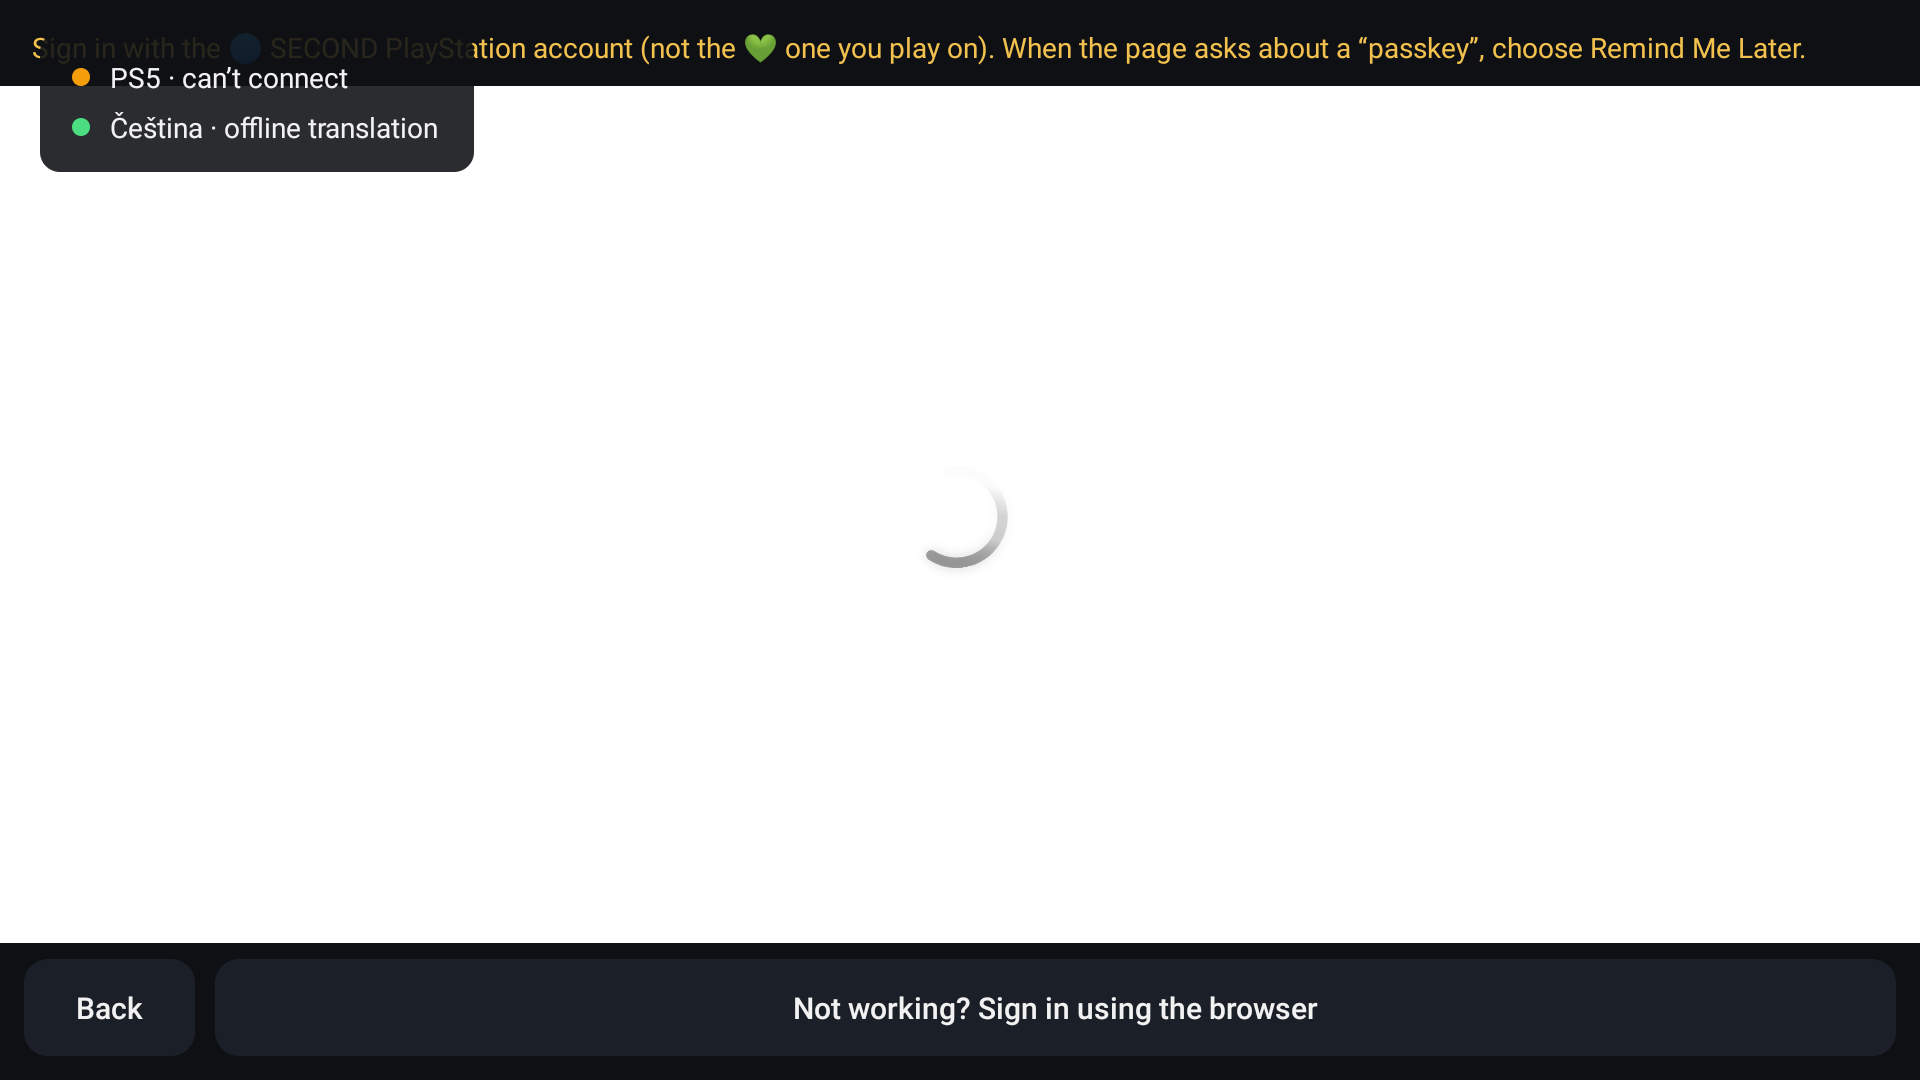 Sign in with the 🔵 SECOND PlayStation account (not the 💚 one you play on). When the page asks about a “passkey”, choose Remind Me Later.
PS5 · can’t connect
Čeština · offline translation
Back
Not working? Sign in using the browser